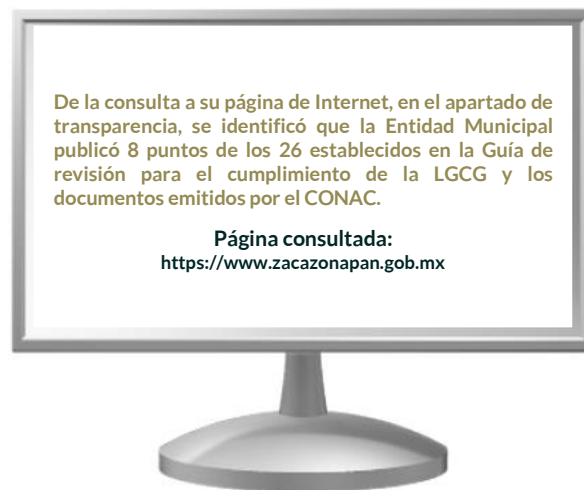 De la consulta a su página de Internet, en el apartado de
transparencia, se identificó que la Entidad Municipal
publicó 8 puntos de los 26 establecidos en la Guía de
revisión para el cumplimiento de la LGCG y los
documentos emitidos por el CONAC.
Página consultada:
https://www.zacazonapan.gob.mx